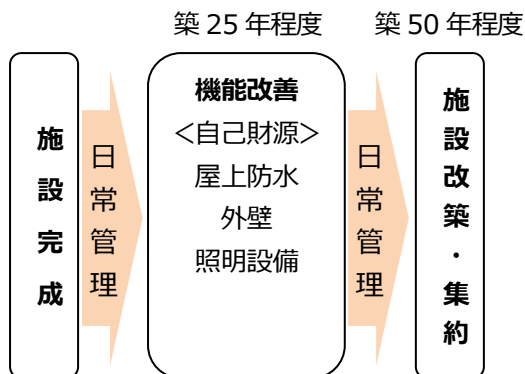 築 25 年程度
築 50 年程度
施設完成
日常管理
機能改善
<自己財源>
屋上防水
外壁
照明設備
日常管理
施設改築・集約